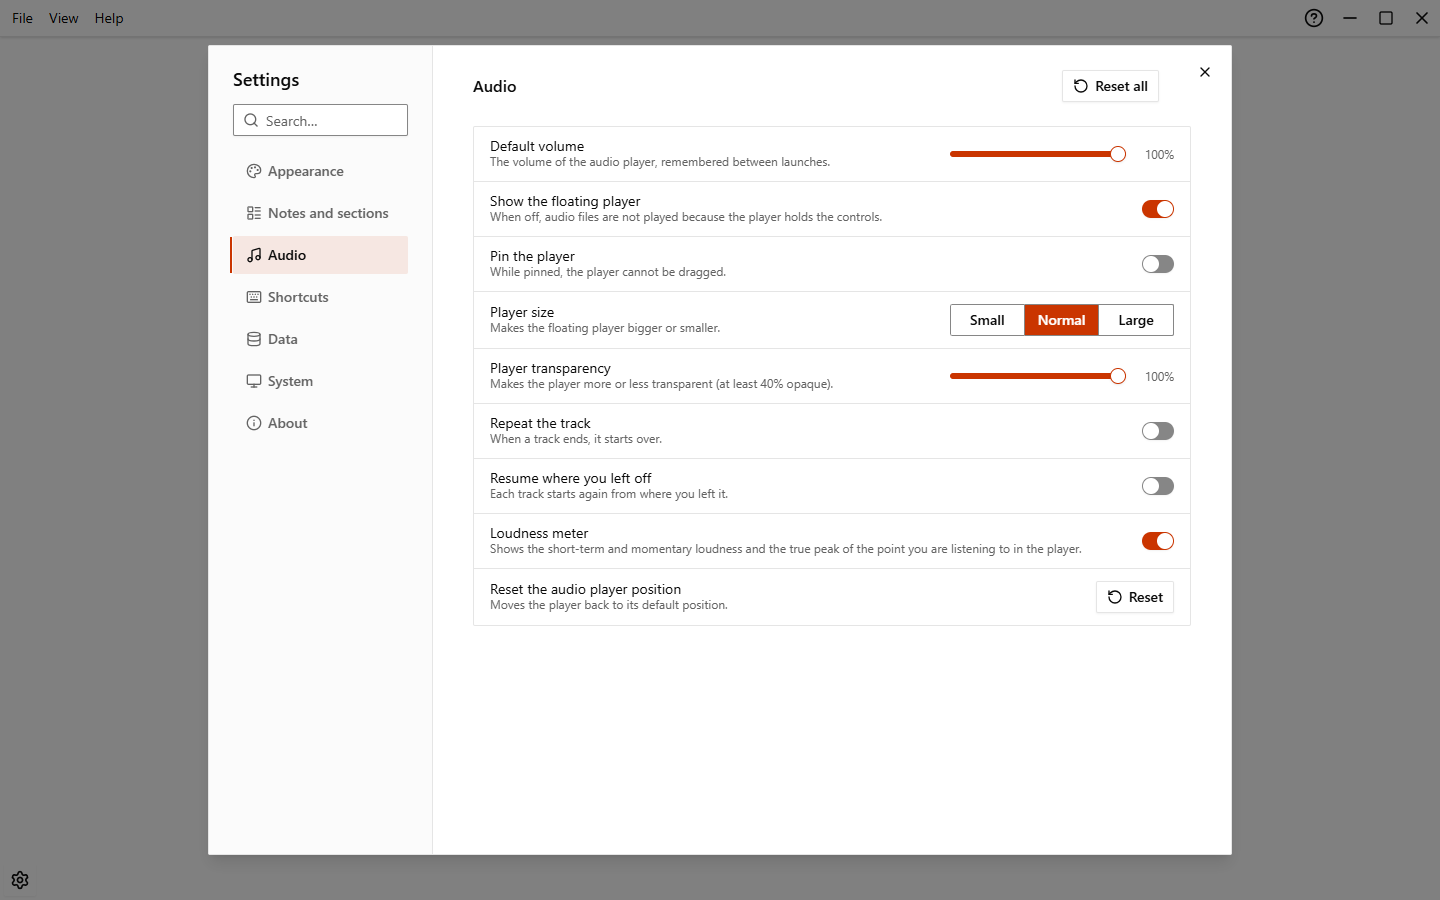 File View Help
Settings
Search...
Appearance
Notes and sections
Audio
Shortcuts
Data
System
About
Audio
Reset all
Default volume
The volume of the audio player, remembered between launches.
100%
Show the floating player
When off, audio files are not played because the player holds the controls.
Pin the player
While pinned, the player cannot be dragged.
Player size
Makes the floating player bigger or smaller.
Small Normal Large
Player transparency
Makes the player more or less transparent (at least 40% opaque).
100%
Repeat the track
When a track ends, it starts over.
Resume where you left off
Each track starts again from where you left it.
Loudness meter
Shows the short-term and momentary loudness and the true peak of the point you are listening to in the player.
Reset the audio player position
Moves the player back to its default position.
Reset